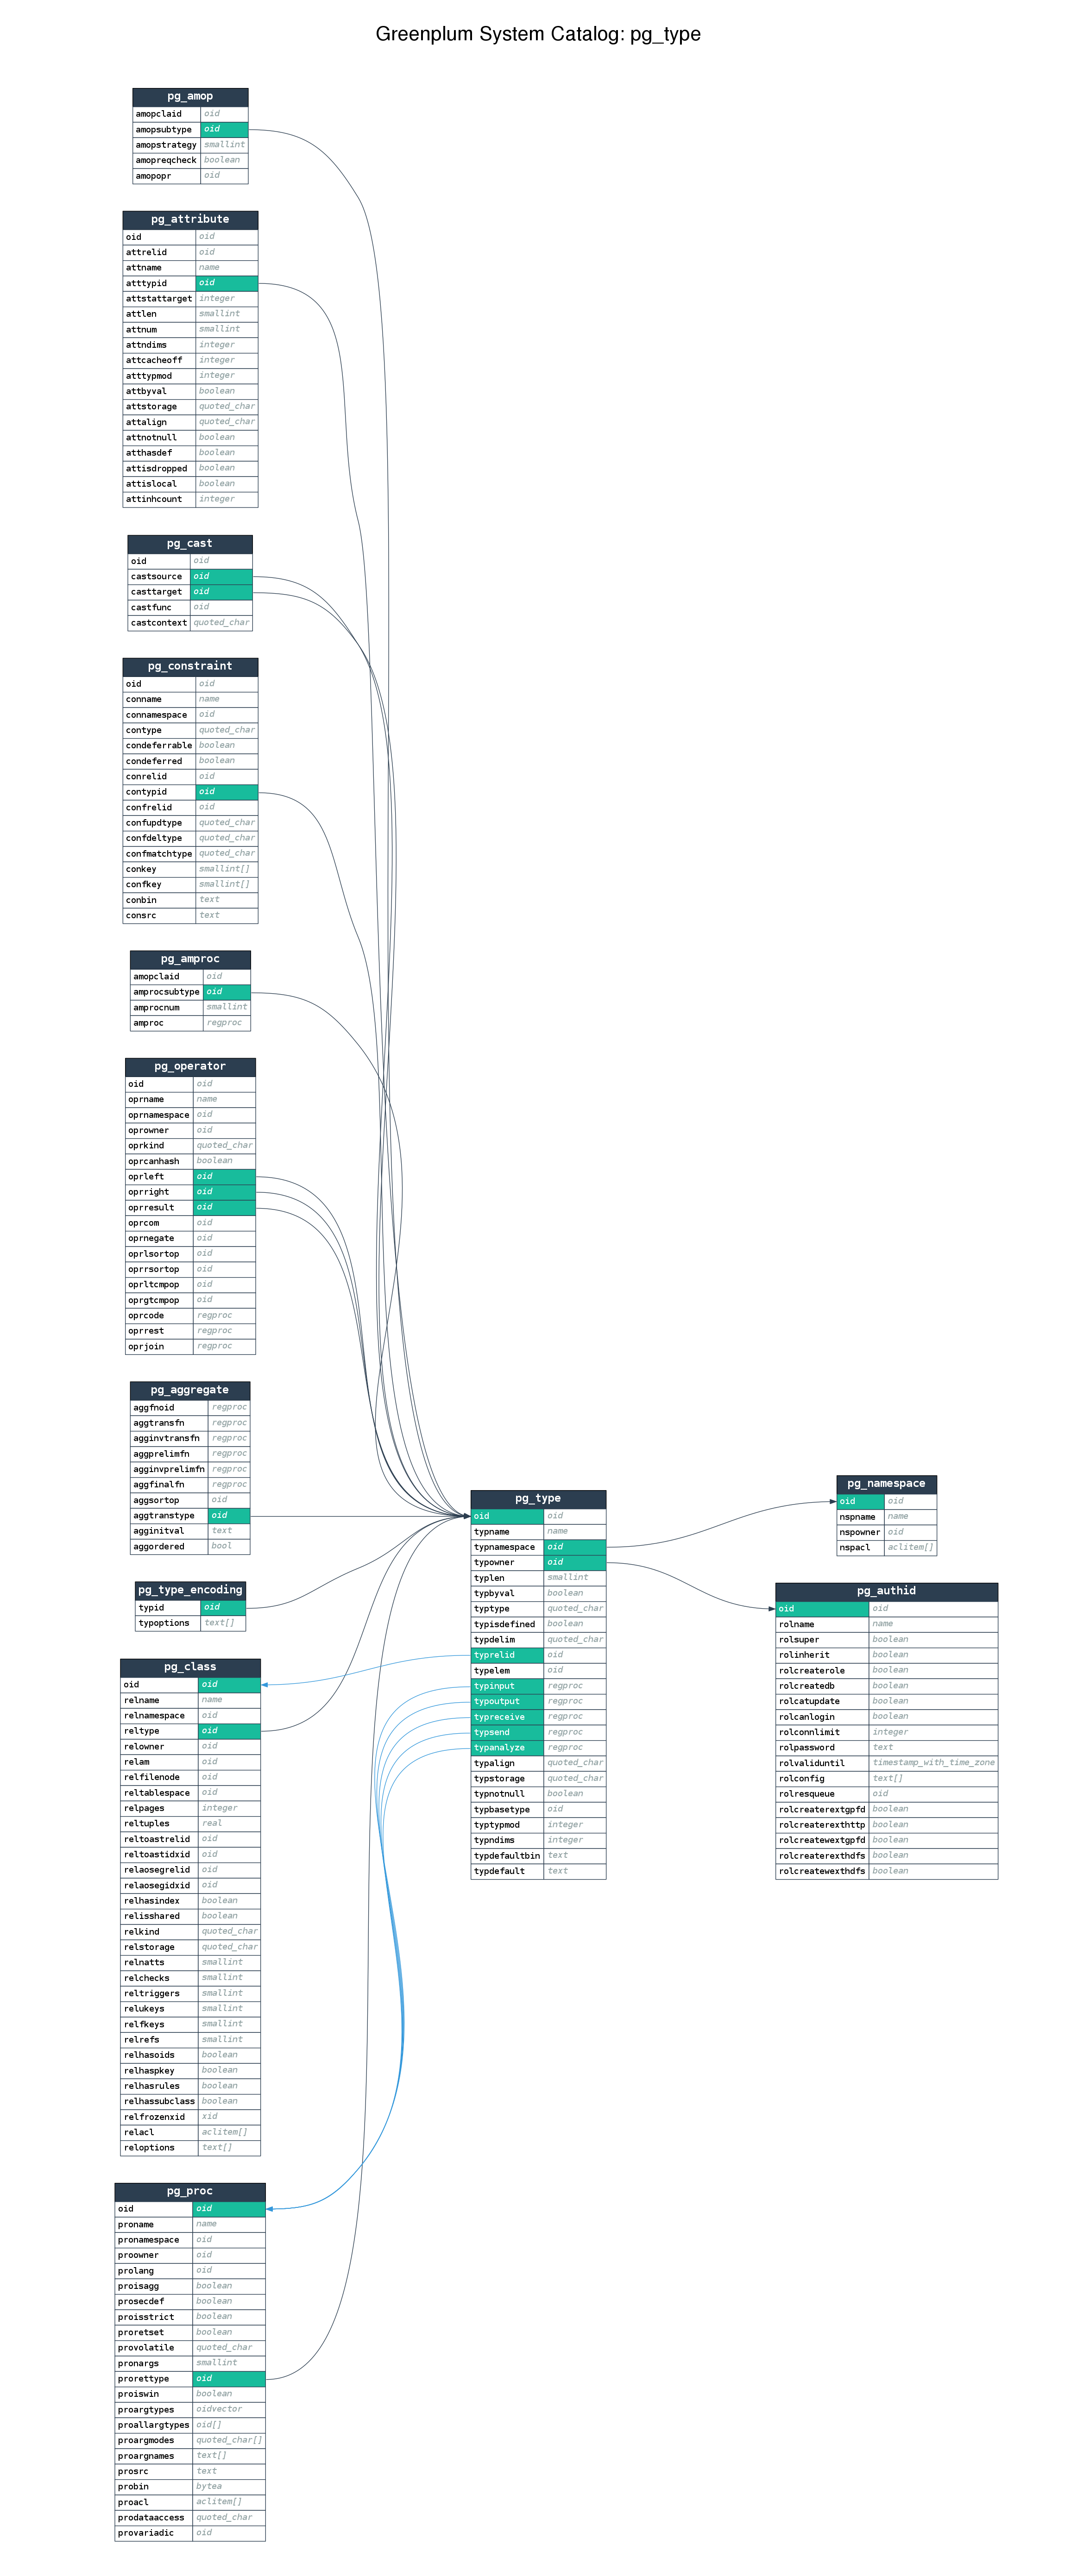 Greenplum System Catalog: pg_type
pg_amop
amopclaid oid
amopsubtype oid
amopstrategy smallint
amopreqcheck boolean
amopopr oid
pg_attribute
oid oid
attrelid oid
attname name
atttypid oid
attstattarget integer
attlen smallint
attnum smallint
attndims integer
attcacheoff integer
atttypmod integer
attbyval boolean
attstorage quoted_char
attalign quoted_char
attnotnull boolean
atthasdef boolean
attisdropped boolean
attislocal boolean
attinhcount integer
pg_cast
oid oid
castsource oid
casttarget oid
castfunc oid
castcontext quoted_char
pg_constraint
oid oid
conname name
connamespace oid
contype quoted_char
condeferrable boolean
condeferred boolean
conrelid oid
contypid oid
confrelid oid
confupdtype quoted_char
confdeltype quoted_char
confmatchtype quoted_char
conkey smallint[]
confkey smallint[]
conbin text
consrc text
pg_amproc
amopclaid oid
amprocsubtype oid
amprocnum smallint
amproc regproc
pg_operator
oid oid
oprname name
oprnamespace oid
oprowner oid
oprkind quoted_char
oprcanhash boolean
oprleft oid
oprright oid
oprresult oid
oprcom oid
oprnegate oid
oprlsortop oid
oprrsortop oid
oprltcmpop oid
oprgtcmpop oid
oprcode regproc
oprrest regproc
oprjoin regproc
pg_aggregate
aggfnoid regproc
aggtransfn regproc
agginvtransfn regproc
aggprelimfn regproc
agginvprelimfn regproc
aggfinalfn regproc
aggsortop oid
aggtranstype oid
agginitval text
aggordered bool
pg_type_encoding
typid oid
typoptions text[]
pg_class
oid oid
relname name
relnamespace oid
reltype oid
relowner oid
relam oid
relfilenode oid
reltablespace oid
relpages integer
reltuples real
reltoastrelid oid
reltoastidxid oid
relaosegrelid oid
relaosegidxid oid
relhasindex boolean
relisshared boolean
relkind quoted_char
relstorage quoted_char
relnatts smallint
relchecks smallint
reltriggers smallint
relukeys smallint
relfkeys smallint
relrefs smallint
relhasoids boolean
relhaspkey boolean
relhasrules boolean
relhassubclass boolean
relfrozenxid xid
relacl aclitem[]
reloptions text[]
pg_proc
oid oid
proname name
pronamespace oid
proowner oid
prolang oid
proisagg boolean
prosecdef boolean
proisstrict boolean
proretset boolean
provolatile quoted_char
pronargs smallint
prorettype oid
proiswin boolean
proargtypes oidvector
proallargtypes oid[]
proargmodes quoted_char[]
proargnames text[]
prosrc text
probin bytea
proacl aclitem[]
prodataaccess quoted_char
provariadic oid
pg_type
oid oid
typname name
typnamespace oid
typowner oid
typlen smallint
typbyval boolean
typtype quoted_char
typisdefined boolean
typdelim quoted_char
typrelid oid
typelem oid
typinput regproc
typoutput regproc
typreceive regproc
typsend regproc
typanalyze regproc
typalign quoted_char
typstorage quoted_char
typnotnull boolean
typbasetype oid
typtypmod integer
typndims integer
typdefaultbin text
typdefault text
pg_namespace
oid oid
nspname name
nspowner oid
nspacl aclitem[]
pg_authid
oid oid
rolname name
rolsuper boolean
rolinherit boolean
rolcreaterole boolean
rolcreatedb boolean
rolcatupdate boolean
rolcanlogin boolean
rolconnlimit integer
rolpassword text
rolvaliduntil timestamp_with_time_zone
rolconfig text[]
rolresqueue oid
rolcreaterextgpfd boolean
rolcreaterexthttp boolean
rolcreatewextgpfd boolean
rolcreaterexthdfs boolean
rolcreatewexthdfs boolean